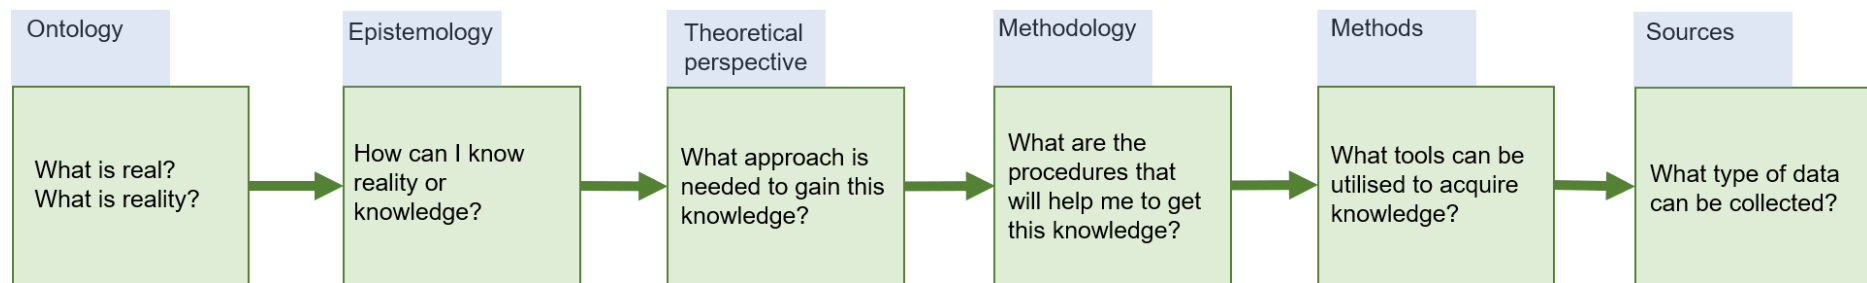 Ontology
What is real?
What is reality?
Epistemology
How can I know
reality or
knowledge?
Theoretical
perspective
What approach is
needed to gain this
knowledge?
Methodology
What are the
procedures that
will help me to get
this knowledge?
Methods
What tools can be
utilised to acquire
knowledge?
Sources
What type of data
can be collected?